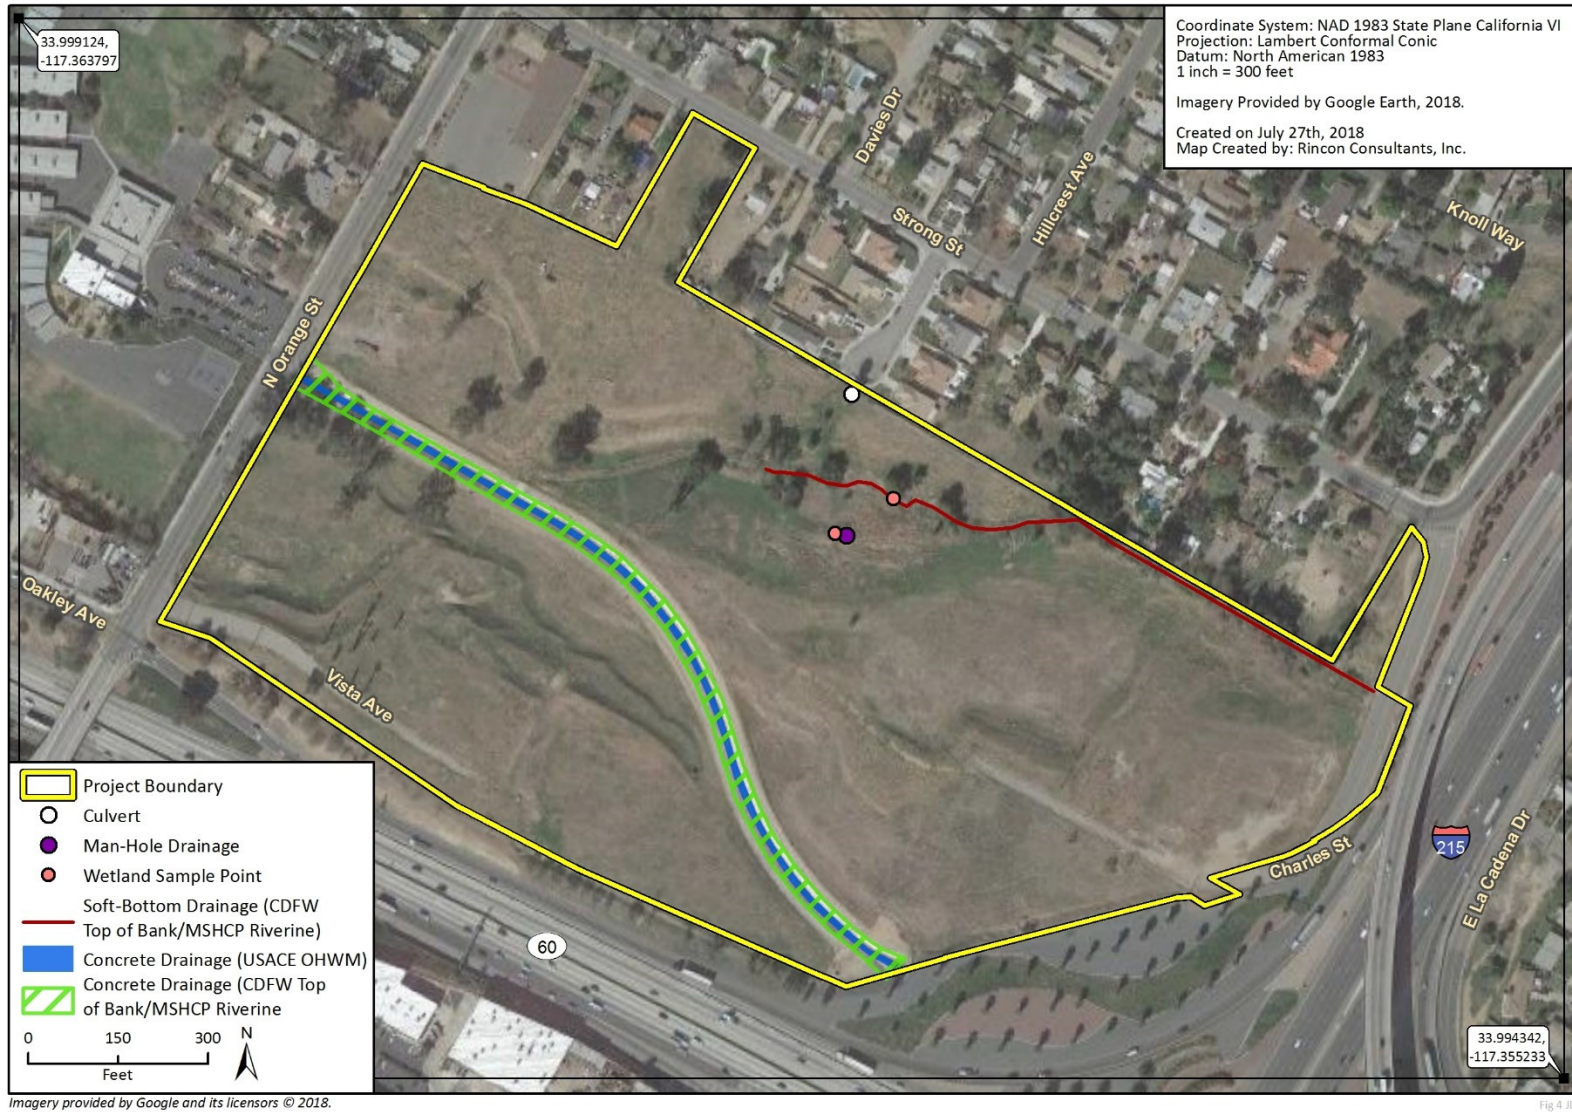 33.999124,
-117.363797
Coordinate System: NAD 1983 State Plane California VI
Projection: Lambert Conformal Conic
Datum: North American 1983
1 inch = 300 feet
Imagery Provided by Google Earth, 2018.
Created on July 27th, 2018
Map Created by: Rincon Consultants, Inc.
Davies Dr
Hillcrest Ave
Strong St
Knoll Way
N Orange St
Oakley Ave
Vista Ave
Charles St
215
E La Cadena Dr
60
Project Boundary
Culvert
Man-Hole Drainage
Wetland Sample Point
Soft-Bottom Drainage (CDFW
Top of Bank/MSHCP Riverine)
Concrete Drainage (USACE OHWM)
Concrete Drainage (CDFW Top
of Bank/MSHCP Riverine
0 150 300
Feet
N
33.994342,
-117.355233
Imagery provided by Google and its licensors © 2018.